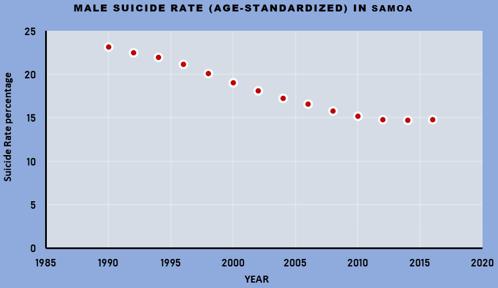 MALE SUICIDE RATE (AGE-STANDARDIZED) IN SAMOA
25
20
15
10
5
0
Suicide Rate percentage
1985 1990 1995 2000 2005 2010 2015 2020
YEAR